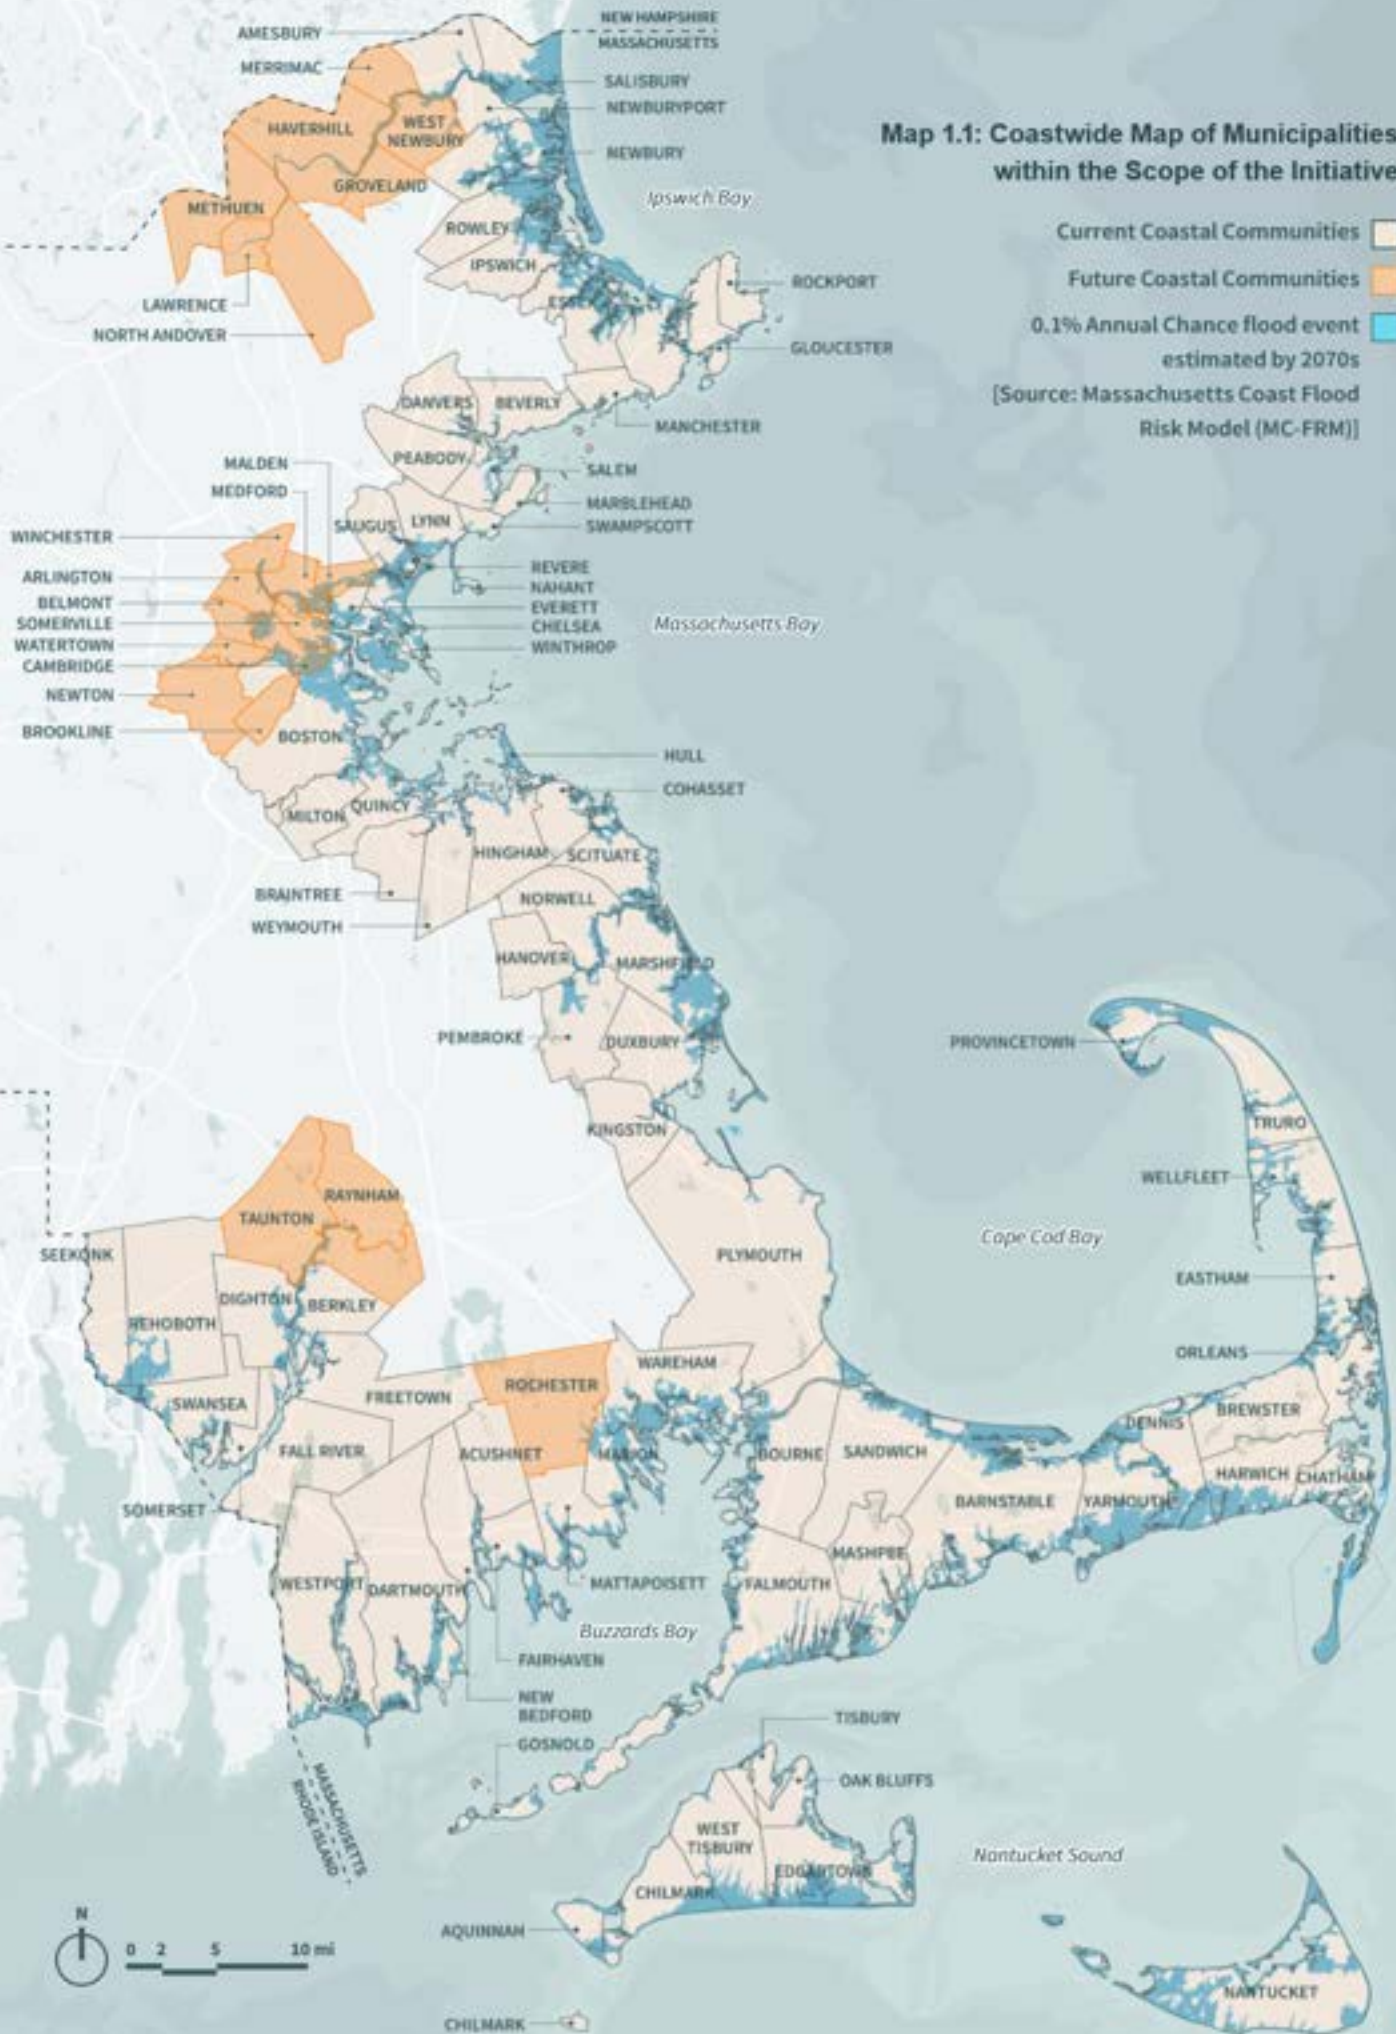 NEW HAMPSHIRE
MASSACHUSETTS
AMESBURY
MERRIMAC
SALISBURY
NEWBURYPORT
HAVERHILL
WEST
NEWBURY
NEWBURY
GROVELAND
METHUEN
Ipswich Bay
ROWLEY
IPSWICH
LAWRENCE
NORTH ANDOVER
ROCKPORT
GLOUCESTER
Map 1.1: Coastwide Map of Municipalities
within the Scope of the Initiative
Current Coastal Communities
Future Coastal Communities
0.1% Annual Chance flood event
estimated by 2070s
[Source: Massachusetts Coast Flood
Risk Model (MC-FRM)]
DANVERS
BEVERLY
MANCHESTER
PEABODY
MALDEN
MEDFORD
SALEM
MARBLEHEAD
SWAMPSCOTT
SAUGUS
LYNN
WINCHESTER
ARLINGTON
BELMONT
SOMERVILLE
WATERTOWN
CAMBRIDGE
NEWTON
BROOKLINE
REVERE
NAHANT
EVERETT
CHELSEA
WINTHROP
Massachusetts Bay
BOSTON
HULL
COHASSET
MILTON
QUINCY
HINGHAM
SCITUATE
BRAINTREE
WEYMOUTH
NORWELL
HANOVER
MARSHFIELD
PEMBROKE
DUXBURY
KINGSTON
PROVINCETOWN
TRURO
WELLFLEET
Cape Cod Bay
EASTHAM
ORLEANS
RAYNHAM
TAUNTON
PLYMOUTH
SEEKONK
DIGHTON
BERKLEY
REHOBOTH
WAREHAM
ROCHESTER
SWANSEA
FREETOWN
FALL RIVER
ACUSHNET
MARION
BOURNE
SANDWICH
DENNIS
BREWSTER
HARWICH
CHATHAM
BARNSTABLE
YARMOUTH
SOMERSET
MASHPEE
WESTPORT
DARTMOUTH
MATTAPOISETT
FALMOUTH
Buzzards Bay
FAIRHAVEN
NEW
BEDFORD
GOSNOLD
TISBURY
OAK BLUFFS
MASSACHUSETTS
RHODE ISLAND
WEST
TISBURY
EDGARTOWN
CHILMARK
Nantucket Sound
AQUINNAH
N
0 2 5 10 mi
NANTUCKET
CHILMARK